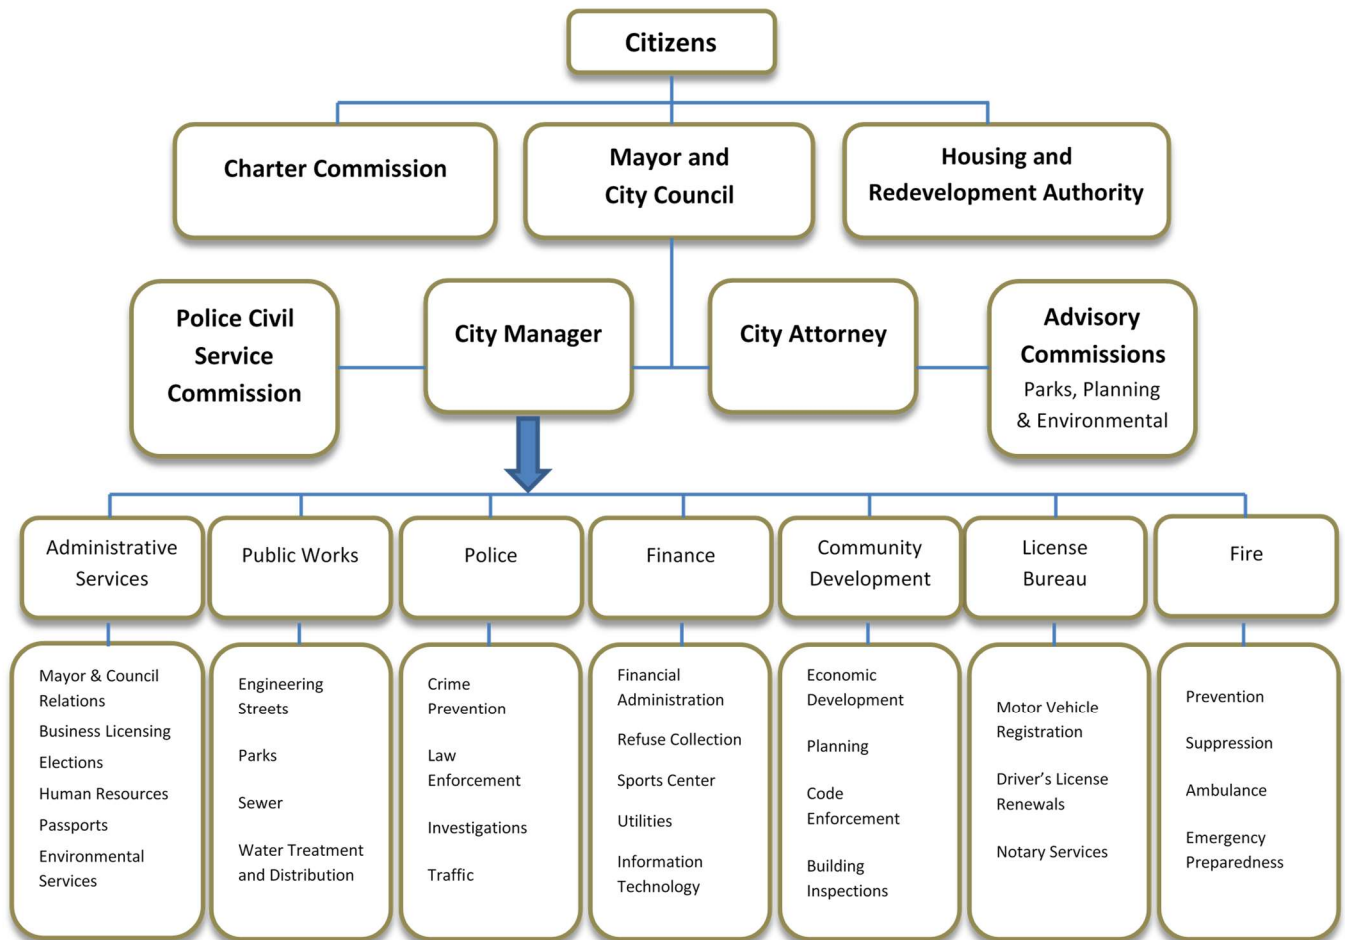 Citizens
Charter Commission
Mayor and
City Council
Housing and
Redevelopment Authority
Police Civil
Service
Commission
City Manager
City Attorney
Advisory
Commissions
Parks, Planning
& Environmental
Administrative
Services
Public Works
Police
Finance
Community
Development
License
Bureau
Fire
Mayor & Council
Relations
Business Licensing
Elections
Human Resources
Passports
Environmental
Services
Engineering
Streets
Parks
Sewer
Water Treatment
and Distribution
Crime
Prevention
Law
Enforcement
Investigations
Traffic
Financial
Administration
Refuse Collection
Sports Center
Utilities
Information
Technology
Economic
Development
Planning
Code
Enforcement
Building
Inspections
Motor Vehicle
Registration
Driver’s License
Renewals
Notary Services
Prevention
Suppression
Ambulance
Emergency
Preparedness